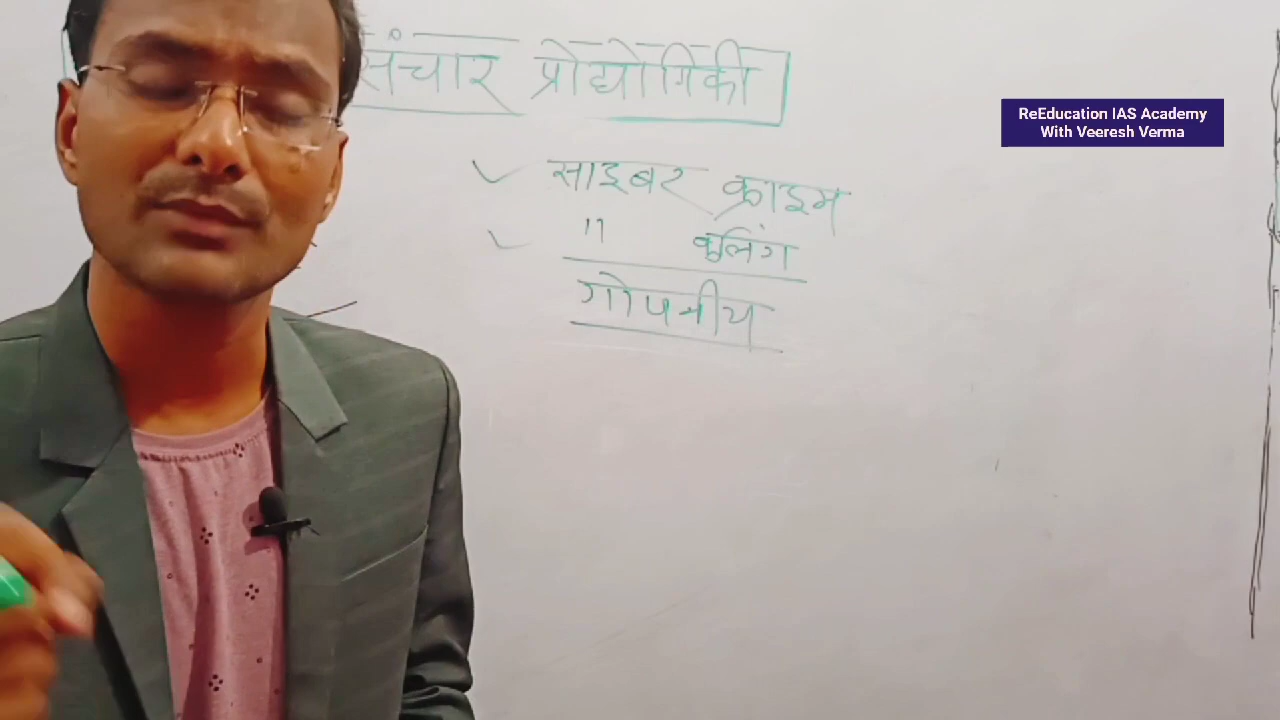 संचार प्रोद्योगिकी
ReEducation IAS Academy
With Veeresh Verma
साइबर क्राइम
" बूलिंग
गोपनीय